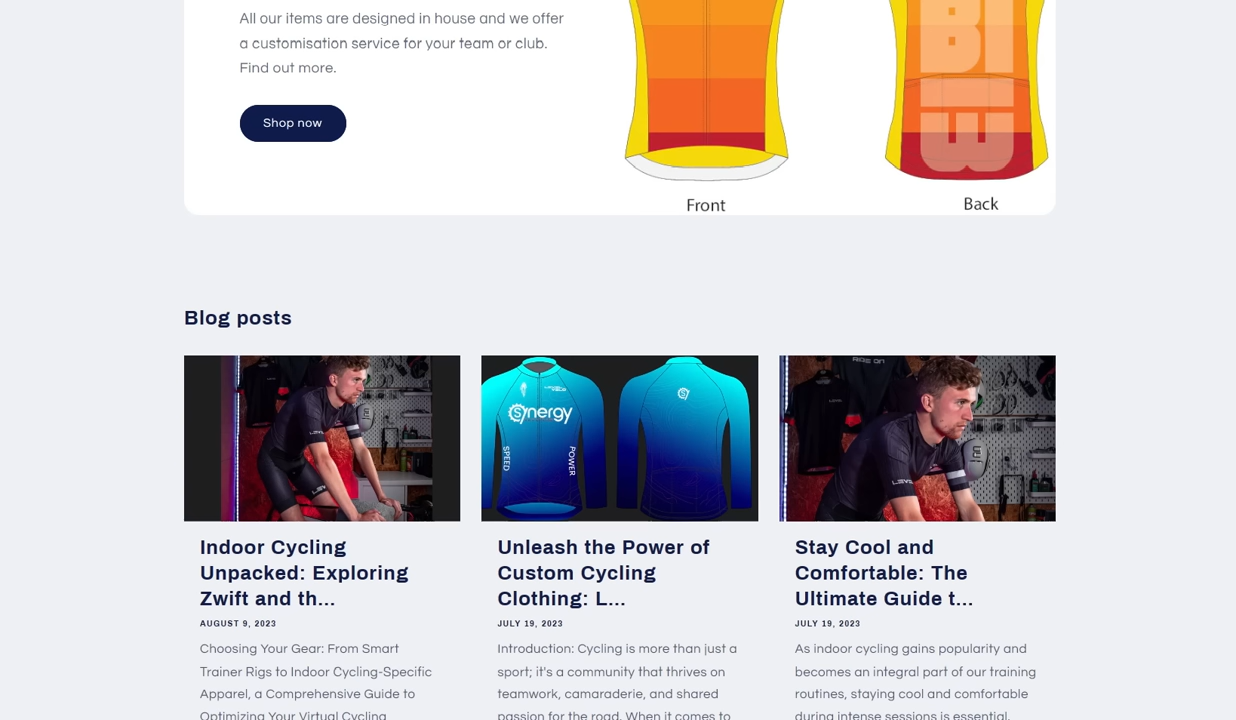 All our items are designed in house and we offer
a customisation service for your team or club.
Find out more.
Shop now
Front
Back
Blog posts
RIDE ON
Synergy
SPEED
POWER
Indoor Cycling
Unpacked: Exploring
Zwift and th...
AUGUST 9, 2023
Choosing Your Gear: From Smart
Trainer Rigs to Indoor Cycling-Specific
Apparel, a Comprehensive Guide to
Optimizing Your Virtual Cycling
Unleash the Power of
Custom Cycling
Clothing: L...
JULY 19, 2023
Introduction: Cycling is more than just a
sport; it's a community that thrives on
teamwork, camaraderie, and shared
passion for the road. When it comes to
Stay Cool and
Comfortable: The
Ultimate Guide t...
JULY 19, 2023
As indoor cycling gains popularity and
becomes an integral part of our training
routines, staying cool and comfortable
during intense sessions is essential.